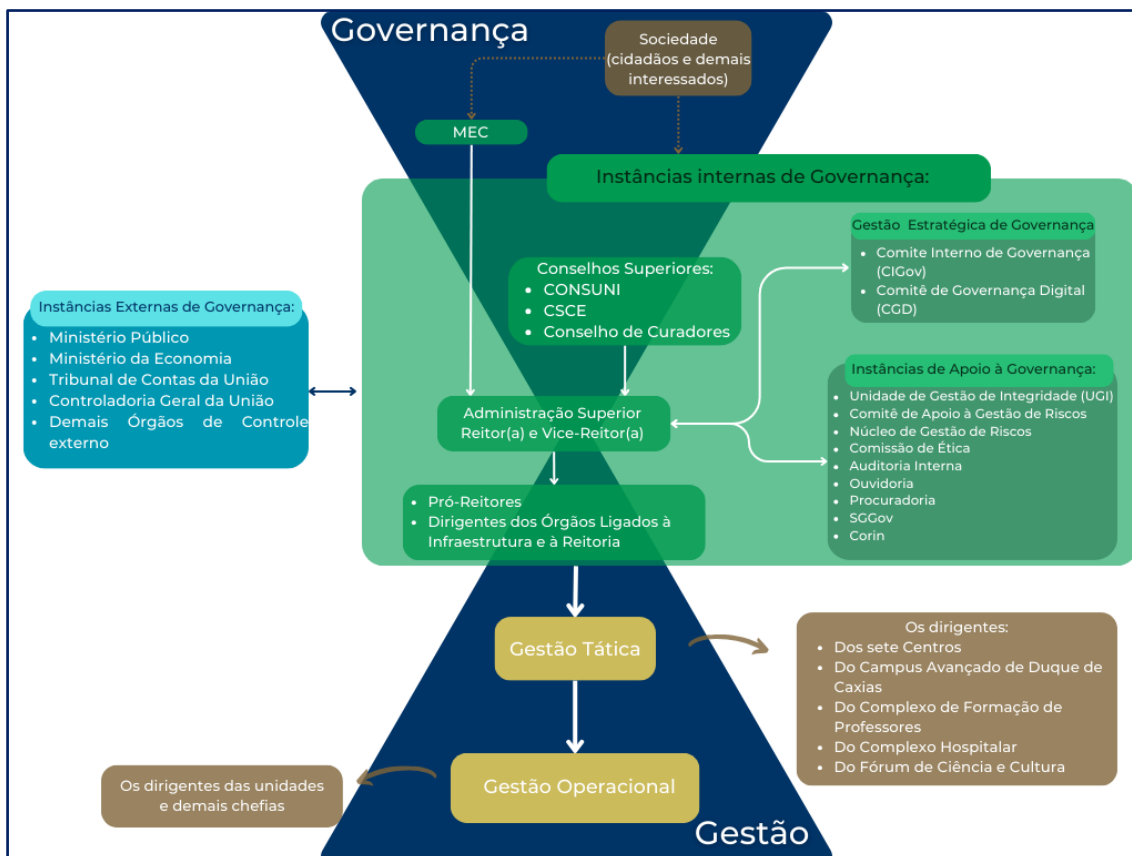 Governança
Sociedade
(cidadãos e demais
interessados)
MEC
Instâncias internas de Governança:
Gestão Estratégica de Governança
Comite Interno de Governança
(CIGov)
Comitê de Governança Digital
(CGD)
Conselhos Superiores:
CONSUNI
CSCE
Conselho de Curadores
Instâncias Externas de Governança:
Ministério Público
Ministério da Economia
Tribunal de Contas da União
Controladoria Geral da União
Demais Órgãos de Controle
externo
Administração Superior
Reitor(a) e Vice-Reitor(a)
Instâncias de Apoio à Governança:
Unidade de Gestão de Integridade (UGI)
Comitê de Apoio à Gestão de Riscos
Núcleo de Gestão de Riscos
Comissão de Ética
Auditoria Interna
Ouvidoria
Procuradoria
SGGov
Corin
Pró-Reitores
Dirigentes dos Órgãos Ligados à
Infraestrutura e à Reitoria
Gestão Tática
Os dirigentes:
Dos sete Centros
Do Campus Avançado de Duque de
Caxias
Do Complexo de Formação de
Professores
Do Complexo Hospitalar
Do Fórum de Ciência e Cultura
Gestão Operacional
Os dirigentes das unidades
e demais chefias
Gestão